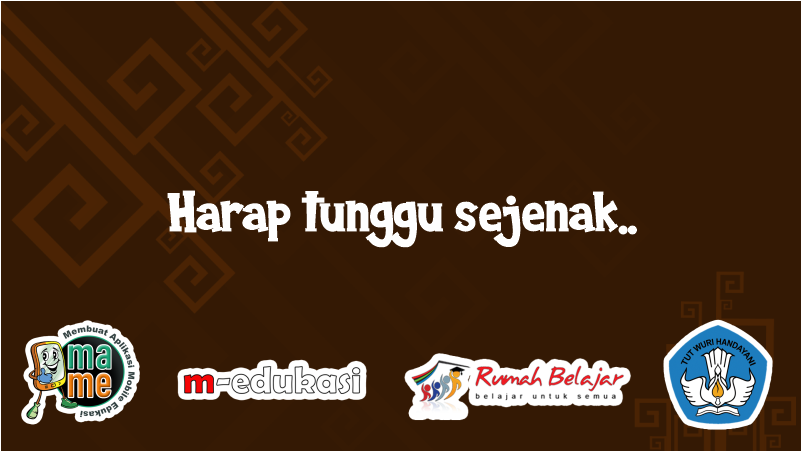 Harap tunggu sejenak..
Membuat Aplikasi Mobile Edukasi
ma
me
m-edukasi
Rumah Belajar
belajar untuk semua
TUT WURI HANDAYANI